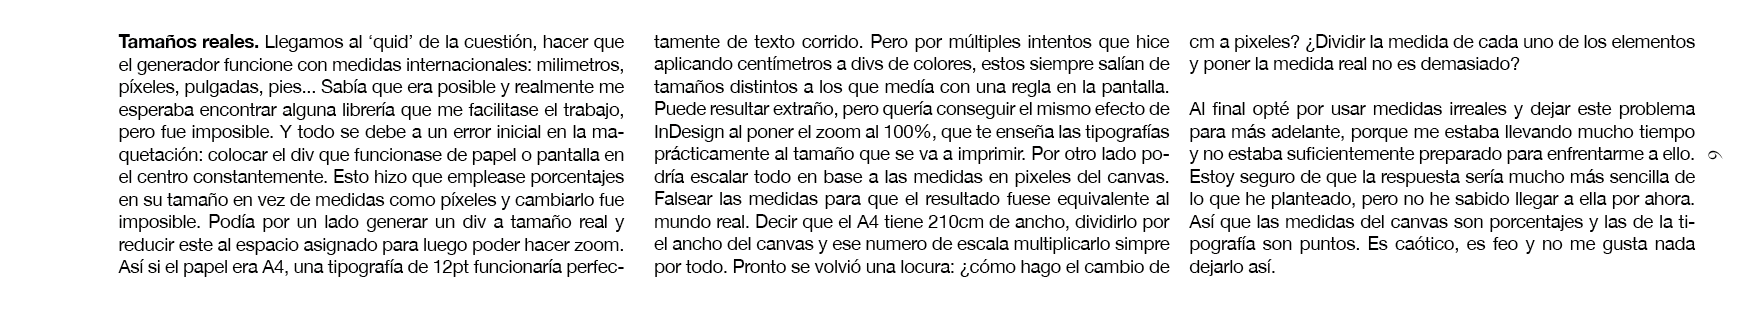 Tamaños reales. Llegamos al ‘quid’ de la cuestión, hacer que
el generador funcione con medidas internacionales: milimetros,
píxeles, pulgadas, pies... Sabía que era posible y realmente me
esperaba encontrar alguna librería que me facilitase el trabajo,
pero fue imposible. Y todo se debe a un error inicial en la ma-
quetación: colocar el div que funcionase de papel o pantalla en
el centro constantemente. Esto hizo que emplease porcentajes
en su tamaño en vez de medidas como píxeles y cambiarlo fue
imposible. Podía por un lado generar un div a tamaño real y
reducir este al espacio asignado para luego poder hacer zoom.
Así si el papel era A4, una tipografía de 12pt funcionaría perfec-
tamente de texto corrido. Pero por múltiples intentos que hice
aplicando centímetros a divs de colores, estos siempre salían de
tamaños distintos a los que medía con una regla en la pantalla.
Puede resultar extraño, pero quería conseguir el mismo efecto de
InDesign al poner el zoom al 100%, que te enseña las tipografías
prácticamente al tamaño que se va a imprimir. Por otro lado po-
dría escalar todo en base a las medidas en pixeles del canvas.
Falsear las medidas para que el resultado fuese equivalente al
mundo real. Decir que el A4 tiene 210cm de ancho, dividirlo por
el ancho del canvas y ese numero de escala multiplicarlo simpre
por todo. Pronto se volvió una locura: ¿cómo hago el cambio de
cm a pixeles? ¿Dividir la medida de cada uno de los elementos
y poner la medida real no es demasiado?
Al final opté por usar medidas irreales y dejar este problema
para más adelante, porque me estaba llevando mucho tiempo
y no estaba suficientemente preparado para enfrentarme a ello.
Estoy seguro de que la respuesta sería mucho más sencilla de
lo que he planteado, pero no he sabido llegar a ella por ahora.
Así que las medidas del canvas son porcentajes y las de la ti-
pografía son puntos. Es caótico, es feo y no me gusta nada
dejarlo así.
9